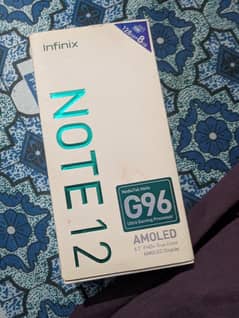 Infinix
NOTE 12
MediaTek Helio
G96
Ultra Gaming Processor
AMOLED